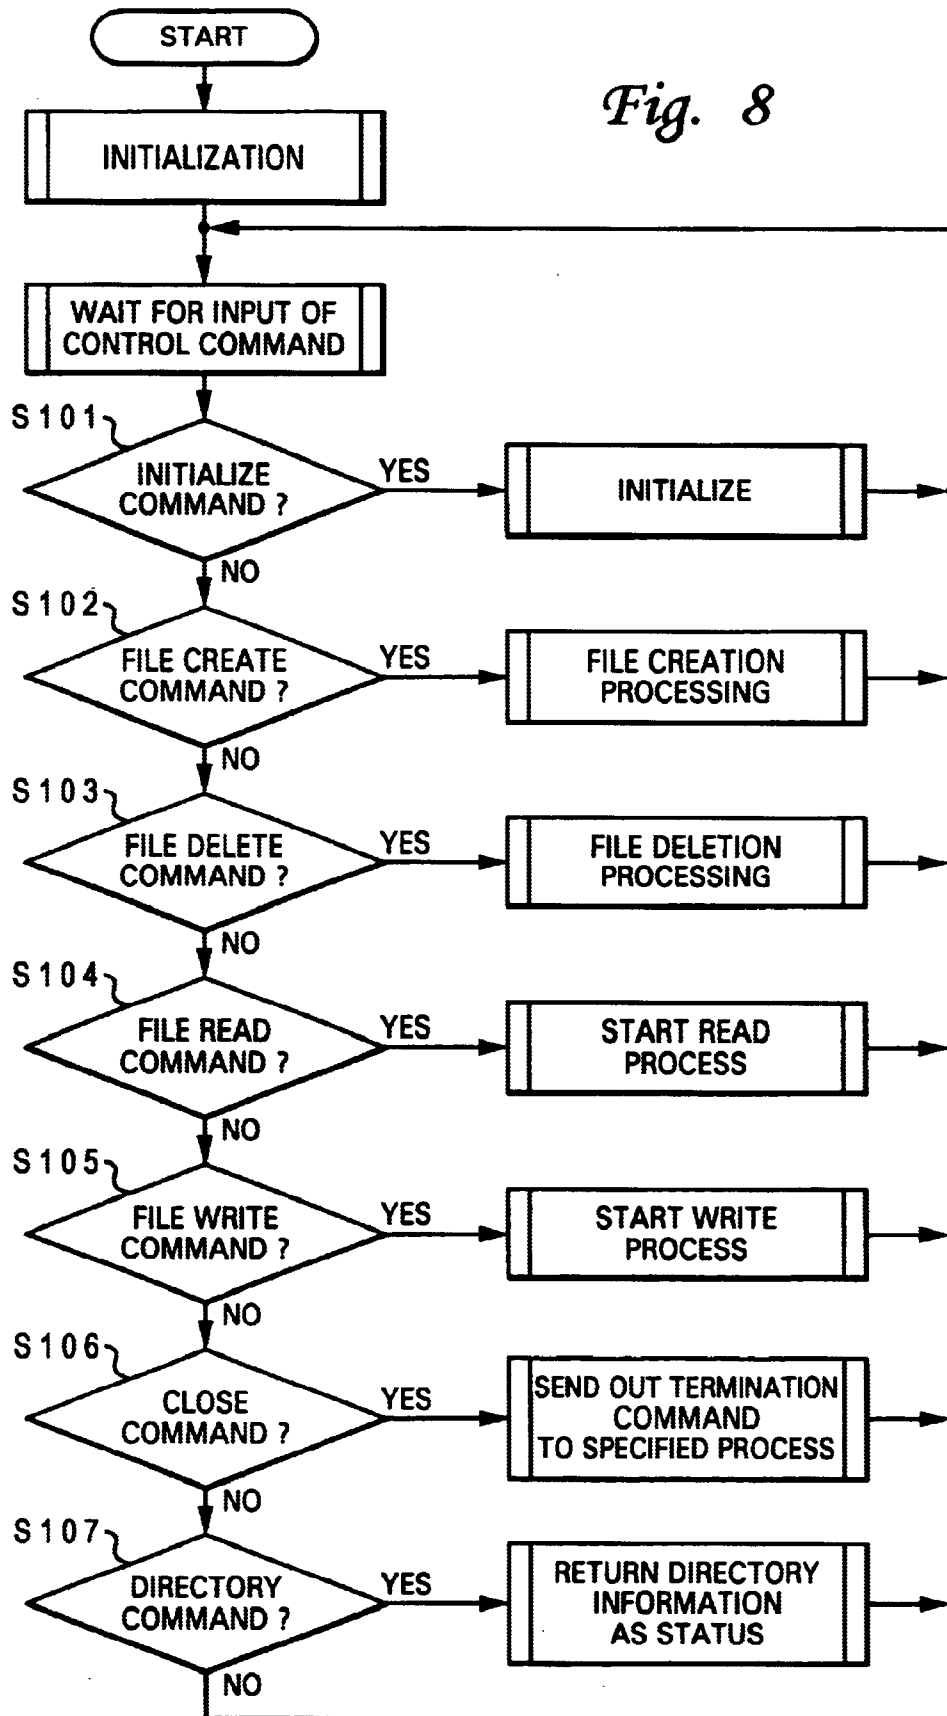 START
Fig. 8
INITIALIZATION
WAIT FOR INPUT OF
CONTROL COMMAND
S101
INITIALIZE
COMMAND ?
YES
INITIALIZE
NO
S102
FILE CREATE
COMMAND ?
YES
FILE CREATION
PROCESSING
NO
S103
FILE DELETE
COMMAND ?
YES
FILE DELETION
PROCESSING
NO
S104
FILE READ
COMMAND ?
YES
START READ
PROCESS
NO
S105
FILE WRITE
COMMAND ?
YES
START WRITE
PROCESS
NO
S106
CLOSE
COMMAND ?
YES
SEND OUT TERMINATION
COMMAND
TO SPECIFIED PROCESS
NO
S107
DIRECTORY
COMMAND ?
YES
RETURN DIRECTORY
INFORMATION
AS STATUS
NO